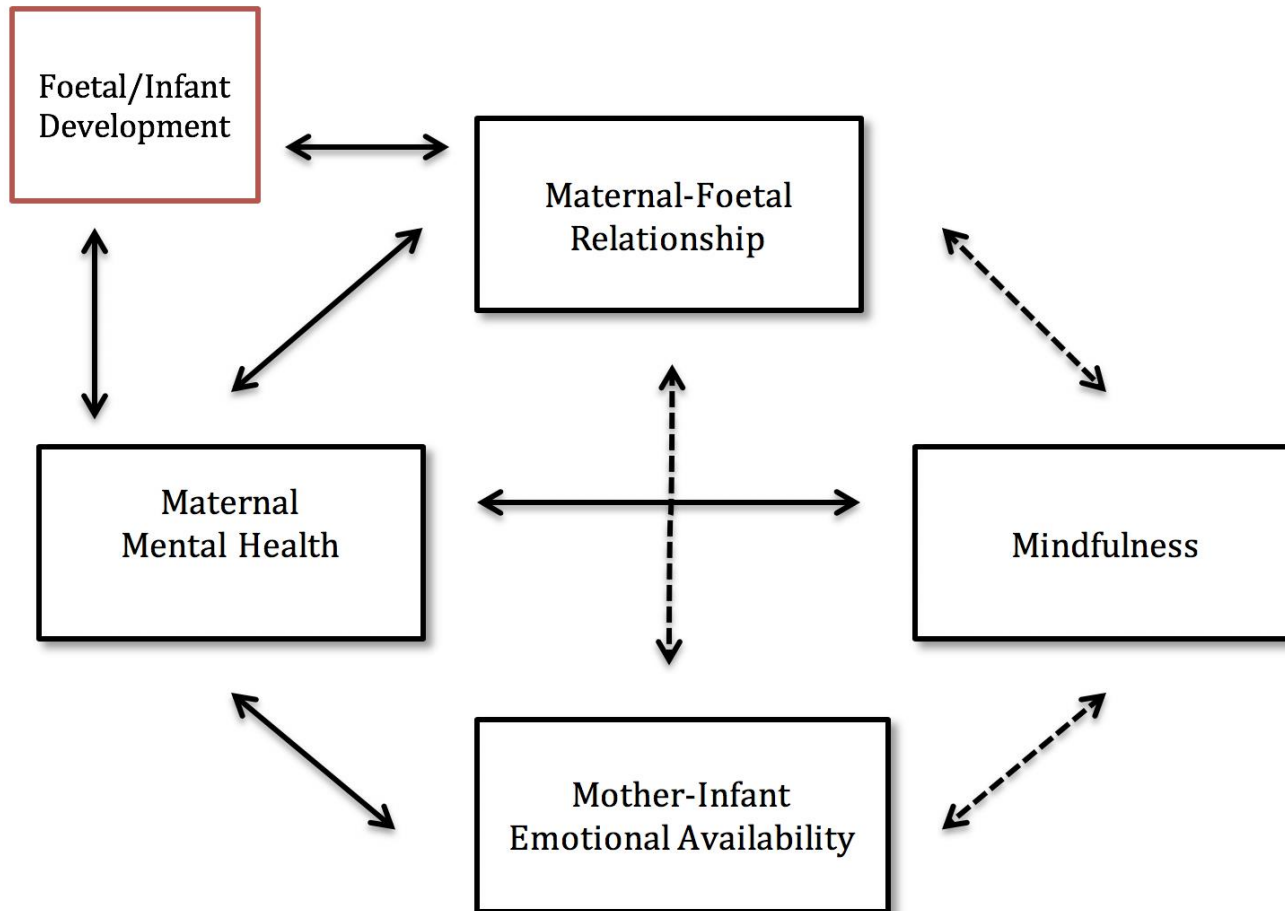 Foetal/Infant
Development
Maternal-Foetal
Relationship
Maternal
Mental Health
Mindfulness
Mother-Infant
Emotional Availability